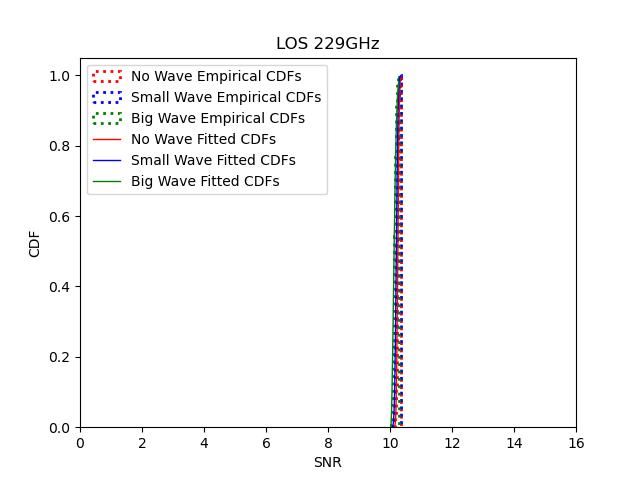 LOS 229GHz
No Wave Empirical CDFs
Small Wave Empirical CDFs
Big Wave Empirical CDFs
No Wave Fitted CDFs
Small Wave Fitted CDFs
Big Wave Fitted CDFs
CDF
1.0
0.8
0.6
0.4
0.2
0.0
0 2 4 6 8 10 12 14 16
SNR